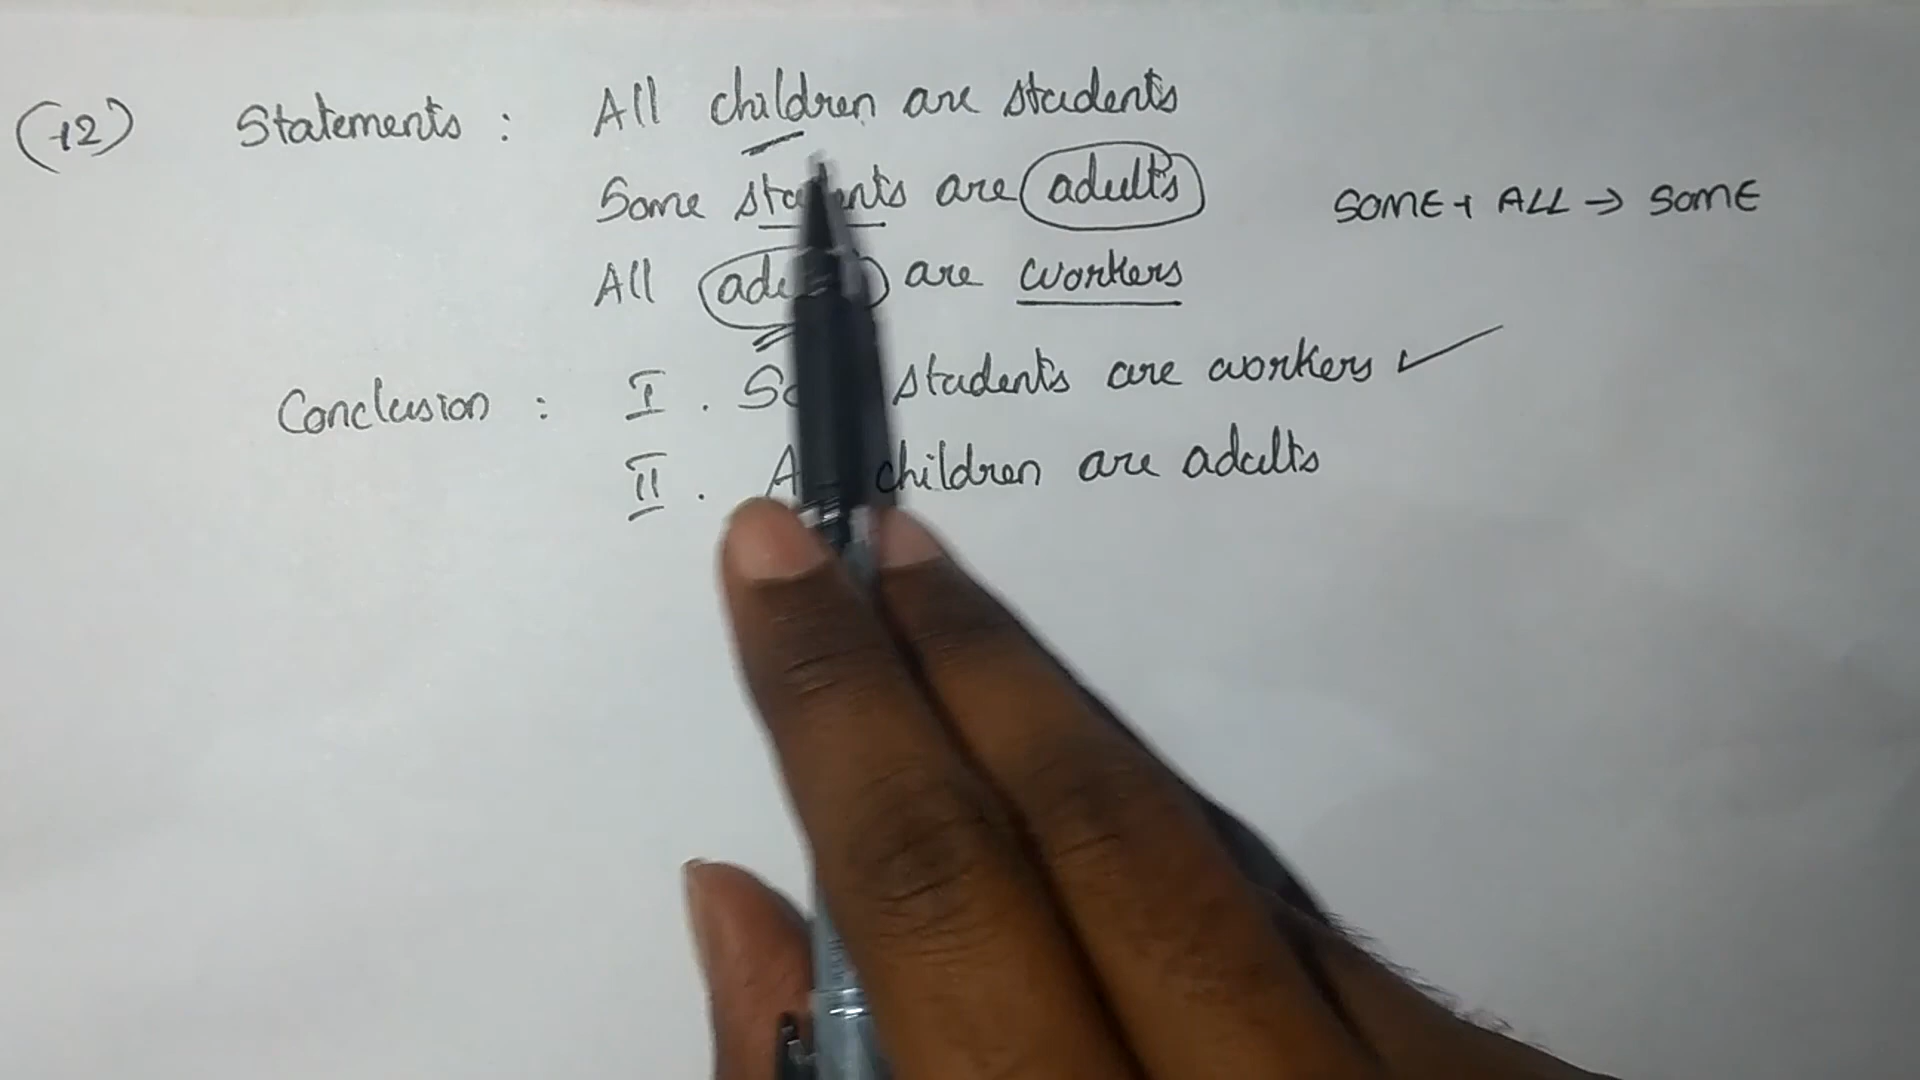 (12) Statements : All children are students
Some students are adults
SOME + ALL → SOME
All are workers
Conclusion : I . students are workers ✓
II . children are adults